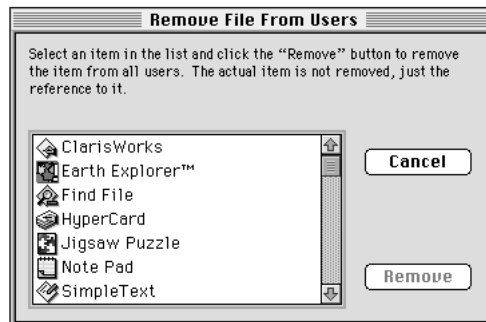 Remove File From Users
Select an item in the list and click the “Remove” button to remove
the item from all users. The actual item is not removed, just the
reference to it.
ClarisWorks
Earth Explorer™
Find File
HyperCard
Jigsaw Puzzle
Note Pad
SimpleText
Cancel
Remove